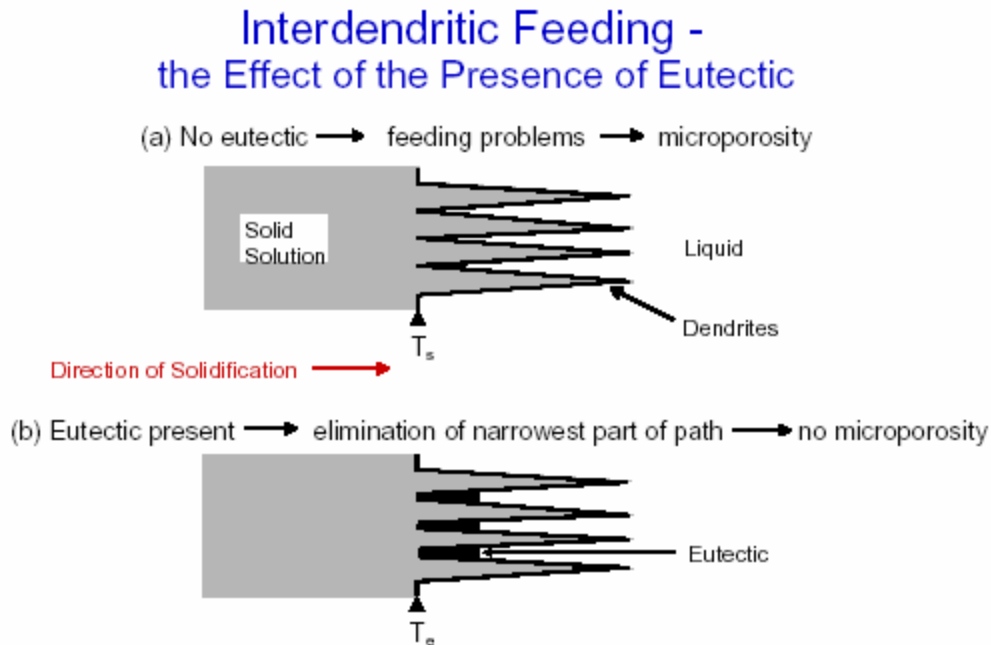 Interdendritic Feeding -
the Effect of the Presence of Eutectic
(a) No eutectic feeding problems microporosity
Solid
Solution
Liquid
Dendrites
Ts
Direction of Solidification
(b) Eutectic present elimination of narrowest part of path no microporosity
Eutectic
Te